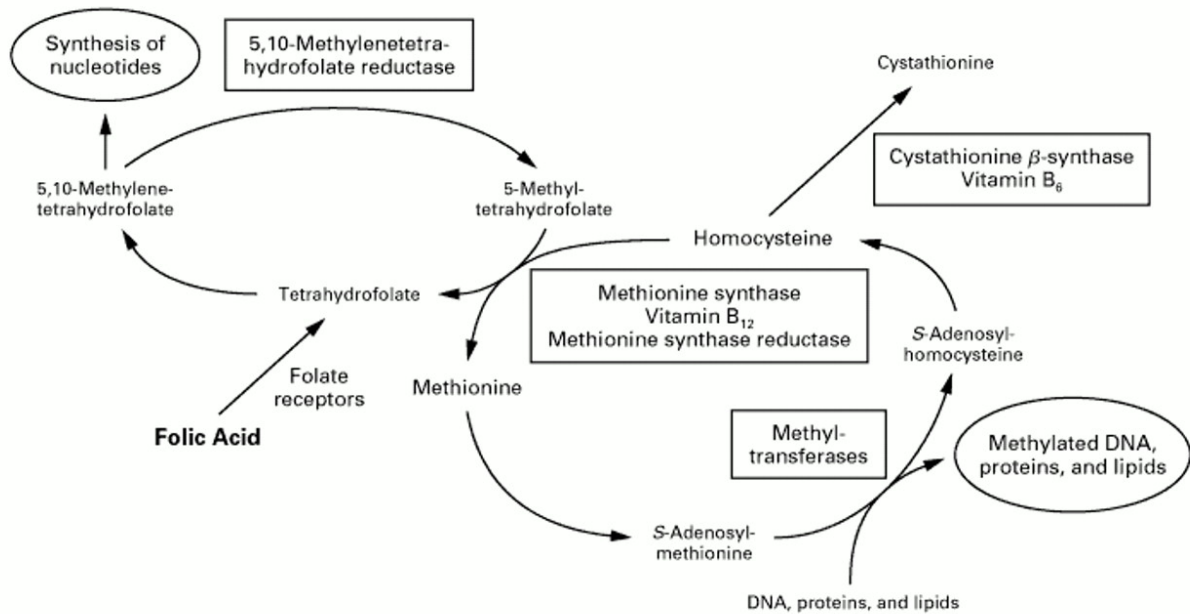 Synthesis of
nucleotides
5,10-Methylenetetra-
hydrofolate reductase
Cystathionine
Cystathionine β-synthase
Vitamin B₆
5,10-Methylene-
tetrahydrofolate
5-Methyl-
tetrahydrofolate
Homocysteine
Tetrahydrofolate
Methionine synthase
Vitamin B₁₂
Methionine synthase reductase
S-Adenosyl-
homocysteine
Folate
receptors
Methionine
Folic Acid
Methyl-
transferases
Methylated DNA,
proteins, and lipids
S-Adenosyl-
methionine
DNA, proteins, and lipids